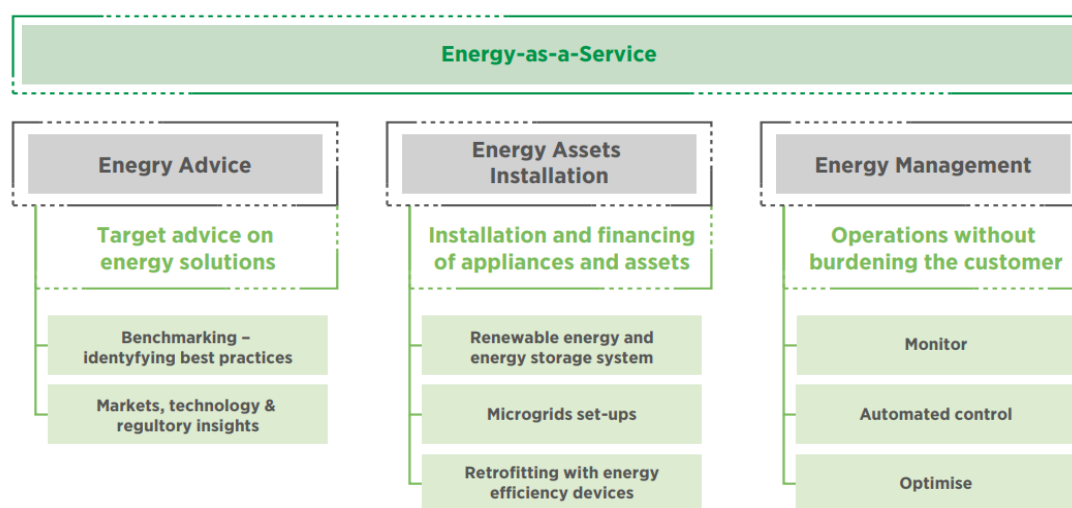 Energy-as-a-Service
Enegry Advice
Target advice on
energy solutions
Benchmarking –
identyfying best practices
Markets, technology &
regultory insights
Energy Assets
Installation
Installation and financing
of appliances and assets
Renewable energy and
energy storage system
Microgrids set-ups
Retrofitting with energy
efficiency devices
Energy Management
Operations without
burdening the customer
Monitor
Automated control
Optimise